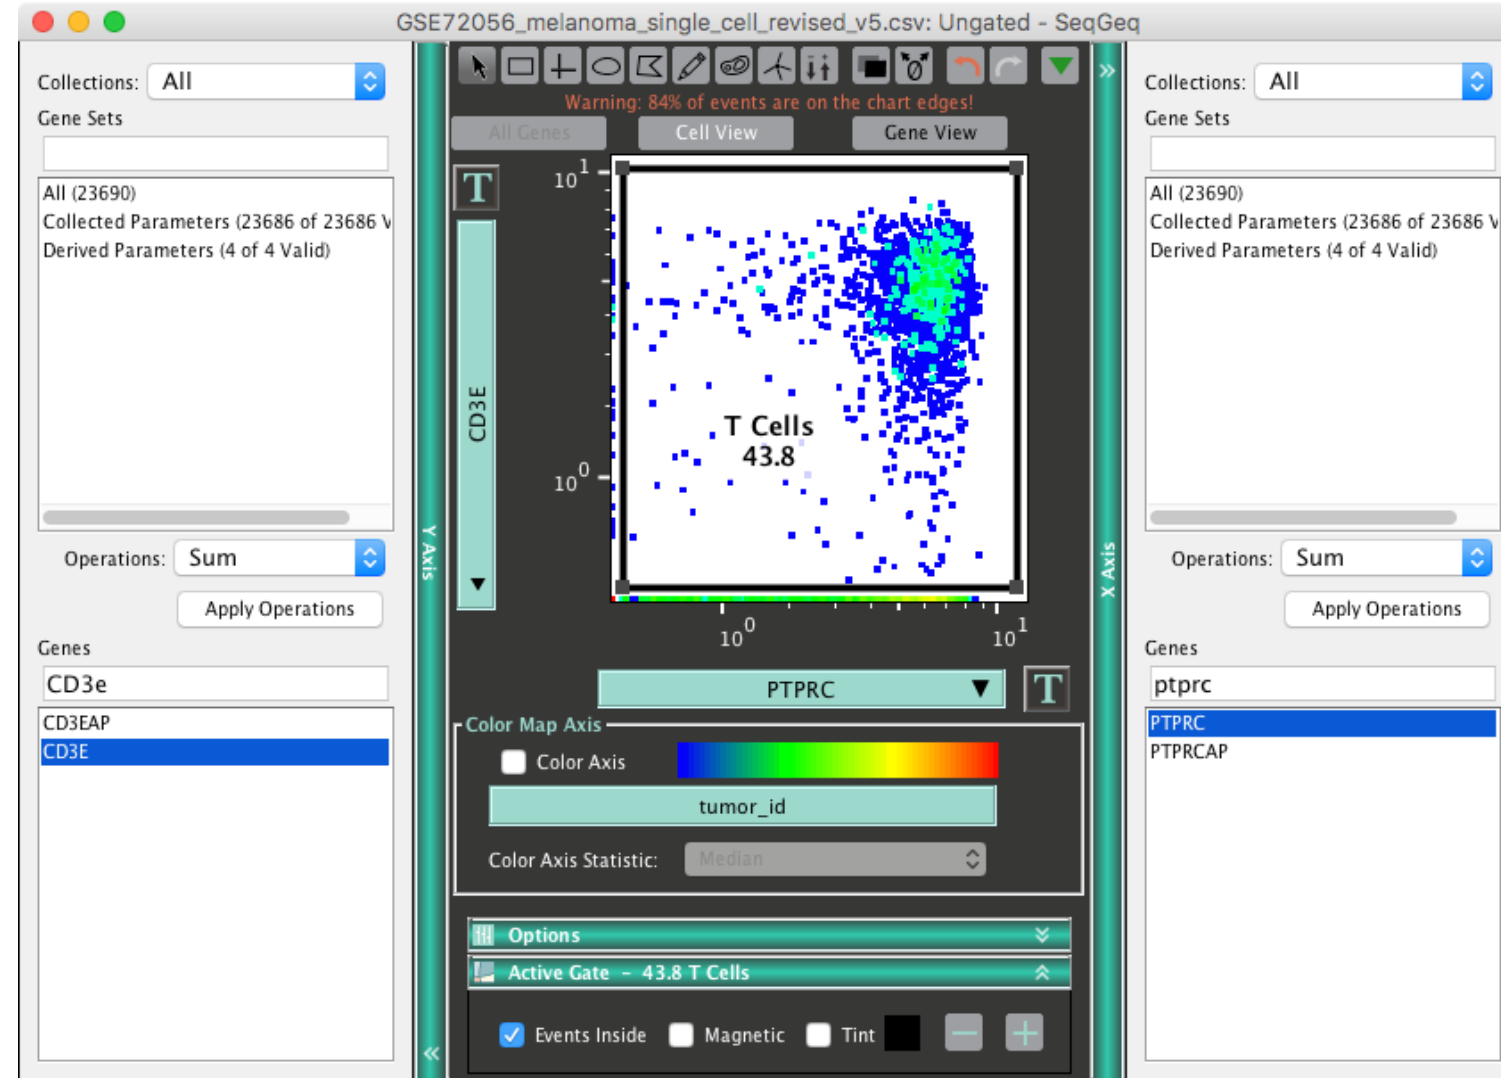 GSE72056_melanoma_single_cell_revised_v5.csv: Ungated - SeqGeq
Collections: All
Gene Sets
All (23690)
Collected Parameters (23686 of 23686 V
Derived Parameters (4 of 4 Valid)
Operations: Sum
Apply Operations
Genes
CD3e
CD3EAP
CD3E
Y Axis
Warning: 84% of events are on the chart edges!
All Genes
Cell View
Gene View
T
CD3E
10^1
10^0
T Cells
43.8
10^0
10^1
PTPRC
T
Color Map Axis
Color Axis
tumor_id
Color Axis Statistic: Median
Options
Active Gate - 43.8 T Cells
Events Inside
Magnetic
Tint
X Axis
Collections: All
Gene Sets
All (23690)
Collected Parameters (23686 of 23686 V
Derived Parameters (4 of 4 Valid)
Operations: Sum
Apply Operations
Genes
ptprc
PTPRC
PTPRCAP